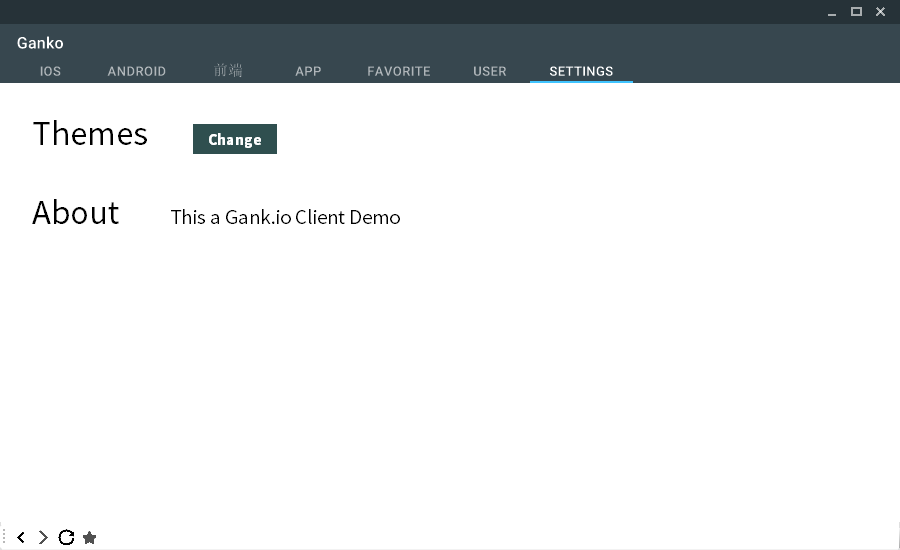 Ganko
IOS ANDROID 前端 APP FAVORITE USER SETTINGS
Themes Change
About This a Gank.io Client Demo